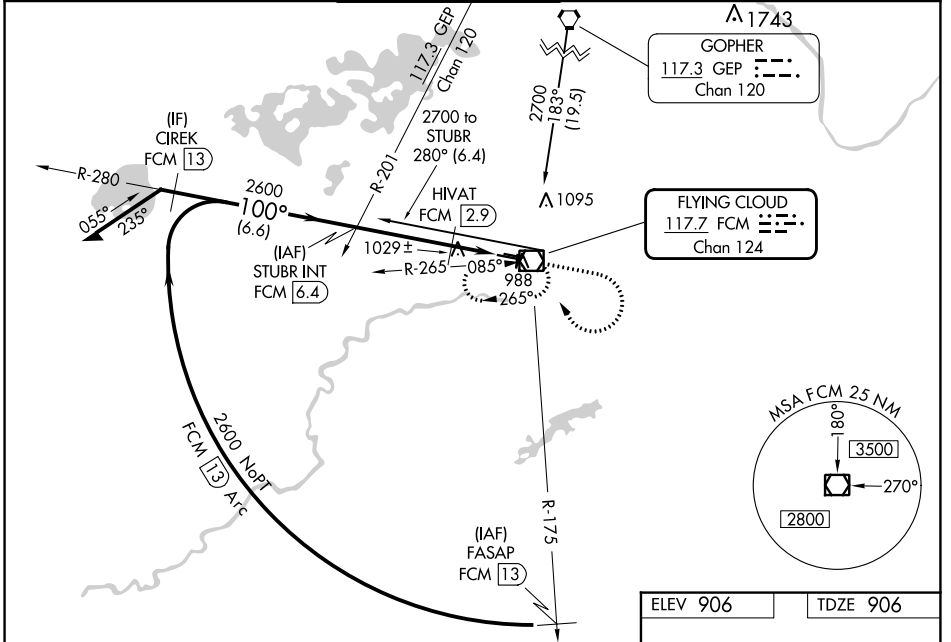 1743
GOPHER
117.3 GEP
Chan 120
117.3 GEP
Chan 120
2700
183°
(19.5)
2700 to
STUBR
280° (6.4)
(IF)
CIREK
FCM 13
R-280
R-201
HIVAT
FCM 2.9
1095
FLYING CLOUD
117.7 FCM
Chan 124
055°
235°
2600
100°
(6.6)
(IAF)
STUBR INT
FCM 6.4
1029 ±
R-265
085°
988
265°
2600 NoPT
FCM 13 Arc
R-175
(IAF)
FASAP
FCM 13
MSA FCM 25 NM
180°
3500
270°
2800
ELEV 906
TDZE 906